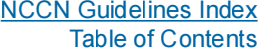 NCCN Guidelines Index
Table of Contents